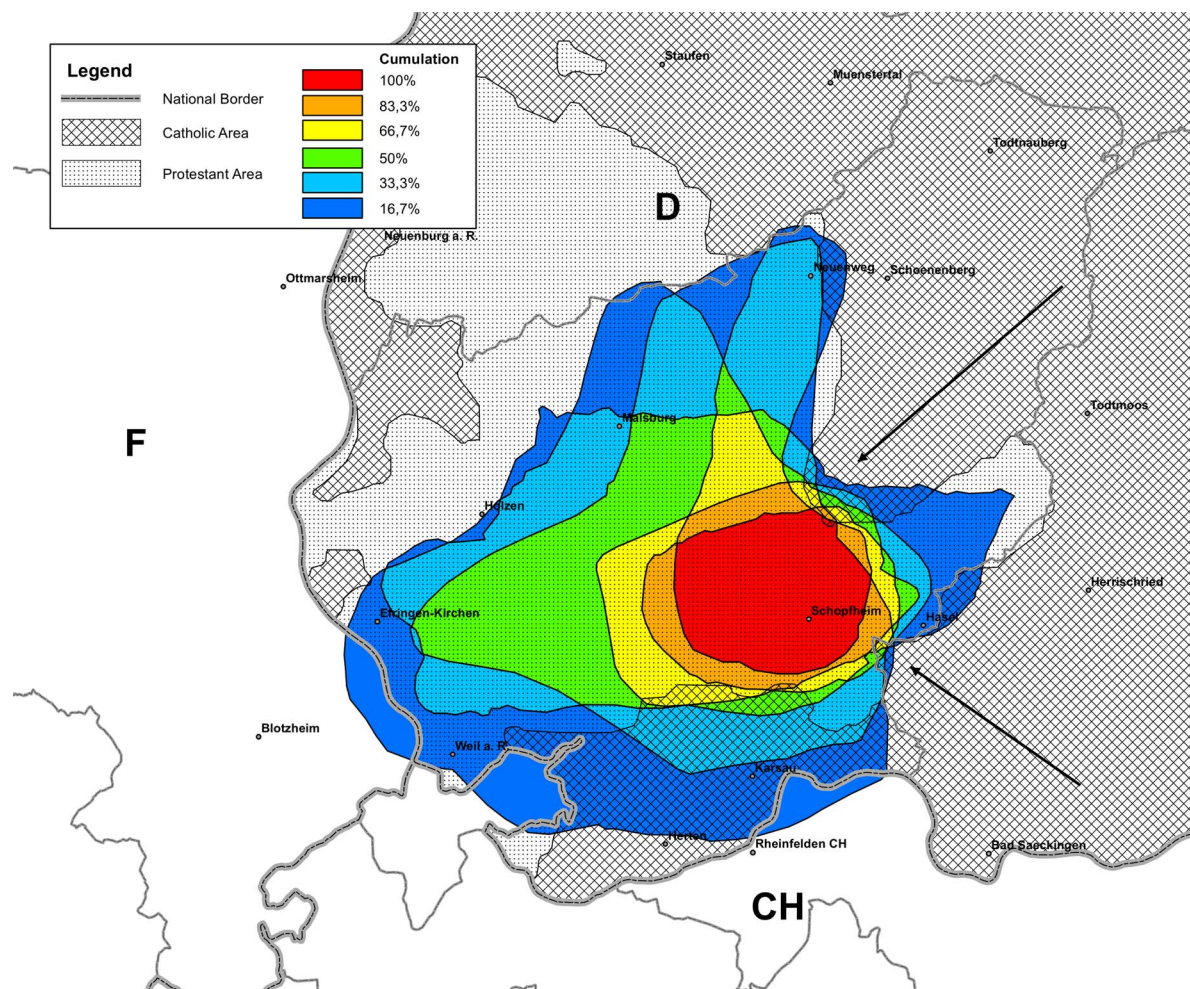 Legend
National Border
Catholic Area
Protestant Area
Cumulation
100%
83,3%
66,7%
50%
33,3%
16,7%
Staufen
Muenstertal
Todtnauberg
D
Neuenburg a. R.
Ottmarsheim
Neuenweg
Schoenenberg
Todtmoos
Malsburg
F
Holzen
Herrischried
Efringen-Kirchen
Schopfheim
Hasel
Blotzheim
Weil a. R.
Karsau
Herten
Rheinfelden CH
Bad Saeckingen
CH